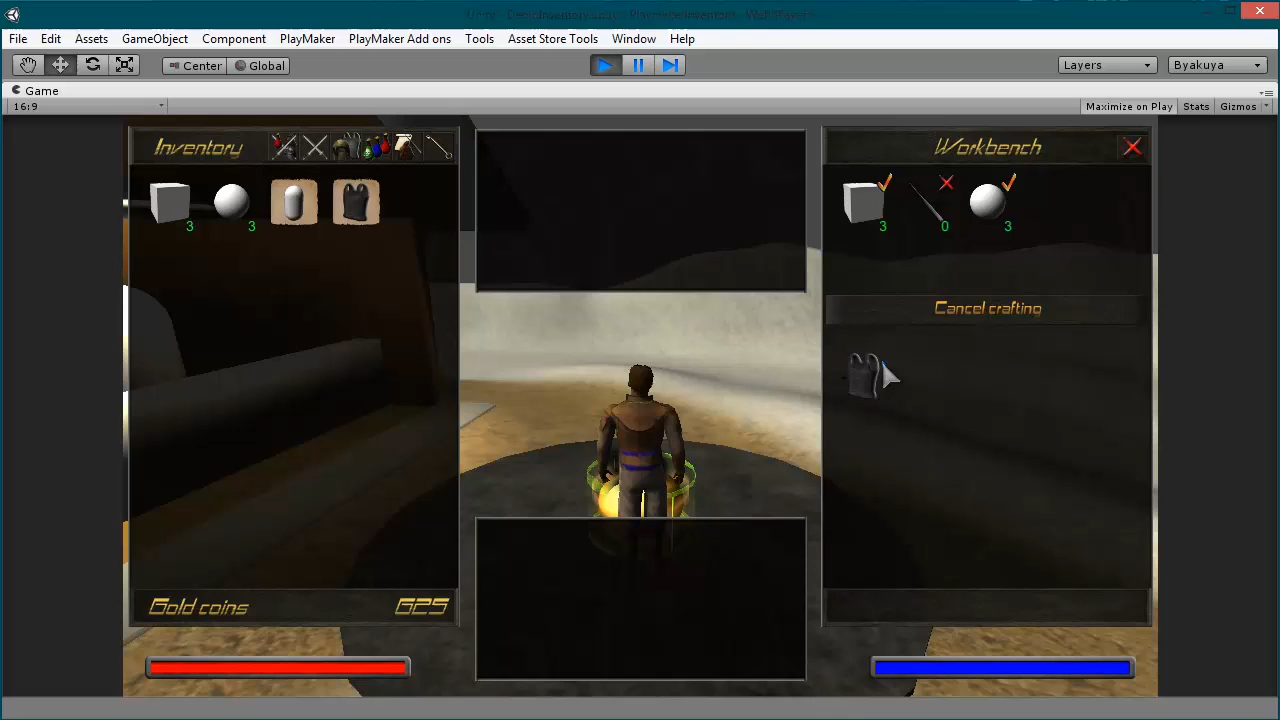 File Edit Assets GameObject Component PlayMaker PlayMaker Add ons Tools Asset Store Tools Window Help
Center Global Layers Byakuya
Game
16:9 Maximize on Play Stats Gizmos
Inventory
Workbench
3 3
3 0 3
Cancel crafting
Gold coins 625